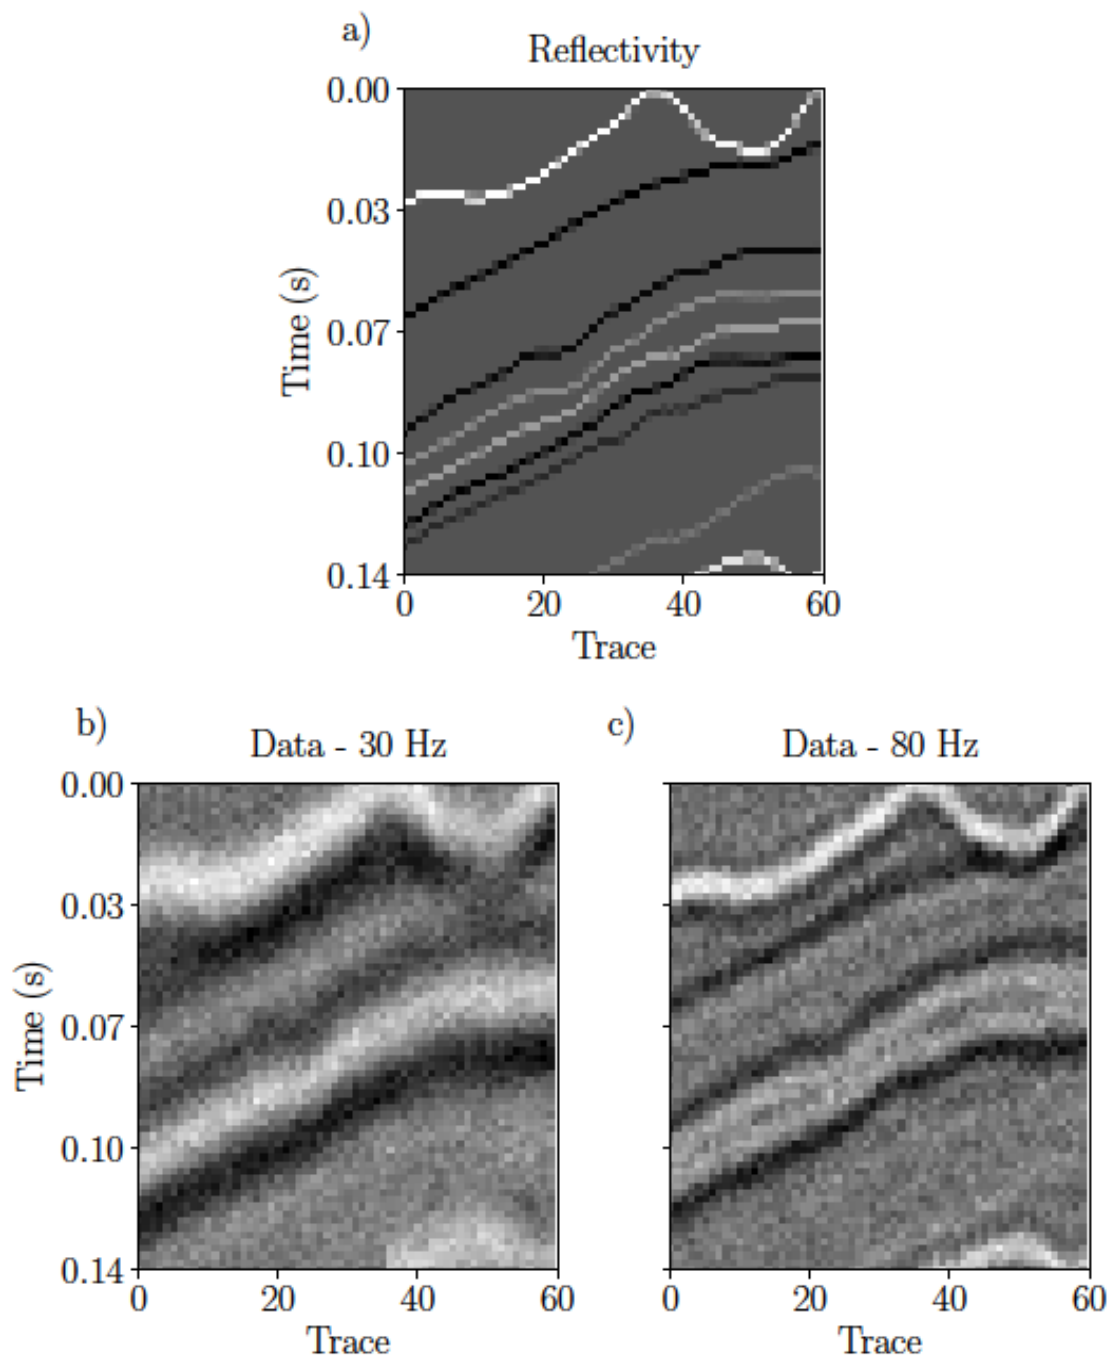 a)
Reflectivity
0.00
0.03
0.07
0.10
0.14
Time (s)
0 20 40 60
Trace
b) c)
Data - 30 Hz Data - 80 Hz
0.00
0.03
0.07
0.10
0.14
Time (s)
0 20 40 60 0 20 40 60
Trace Trace